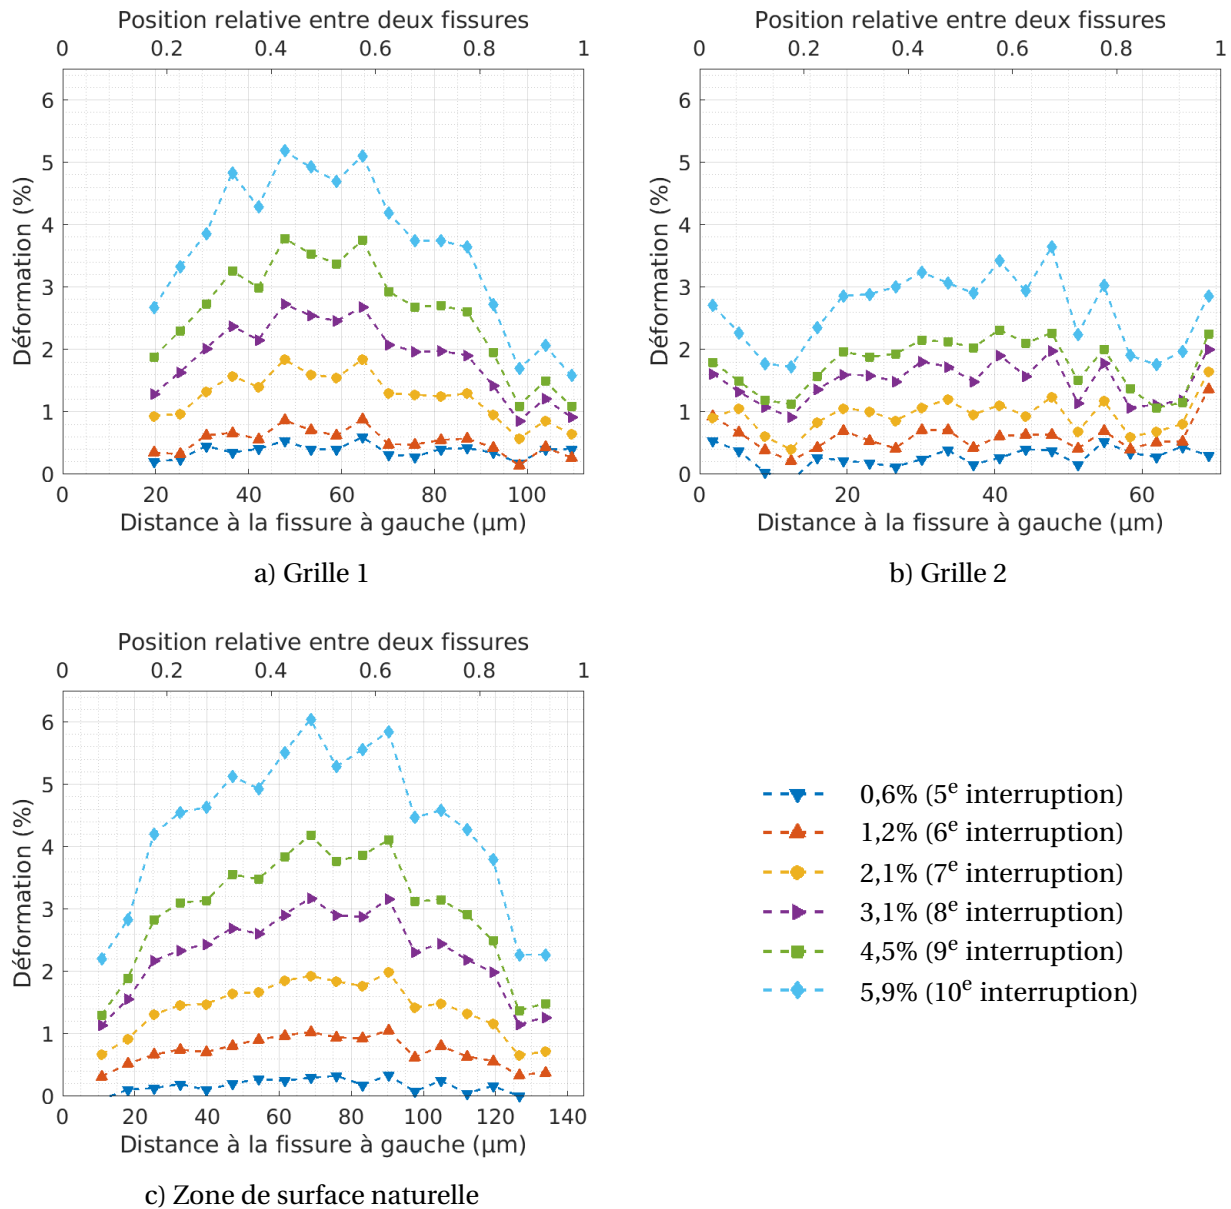 Position relative entre deux fissures
0 0.2 0.4 0.6 0.8 1
6
5
4
3
2
1
0
Déformation (%)
0 20 40 60 80 100
Distance à la fissure à gauche (µm)
a) Grille 1
Position relative entre deux fissures
0 0.2 0.4 0.6 0.8 1
6
5
4
3
2
1
0
Déformation (%)
0 20 40 60
Distance à la fissure à gauche (µm)
b) Grille 2
Position relative entre deux fissures
0 0.2 0.4 0.6 0.8 1
6
5
4
3
2
1
0
Déformation (%)
0 20 40 60 80 100 120 140
Distance à la fissure à gauche (µm)
c) Zone de surface naturelle
0,6% (5e interruption)
1,2% (6e interruption)
2,1% (7e interruption)
3,1% (8e interruption)
4,5% (9e interruption)
5,9% (10e interruption)